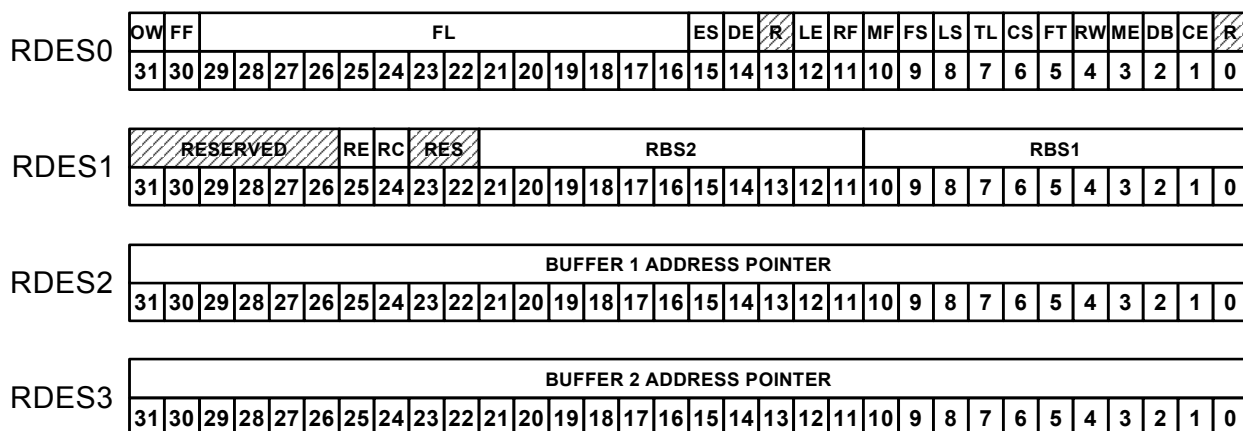 RDES0
OW FF FL ES DE R LE RF MF FS LS TL CS FT RW ME DB CE R
31 30 29 28 27 26 25 24 23 22 21 20 19 18 17 16 15 14 13 12 11 10 9 8 7 6 5 4 3 2 1 0
RDES1
RESERVED RE RC RES RBS2 RBS1
31 30 29 28 27 26 25 24 23 22 21 20 19 18 17 16 15 14 13 12 11 10 9 8 7 6 5 4 3 2 1 0
RDES2
BUFFER 1 ADDRESS POINTER
31 30 29 28 27 26 25 24 23 22 21 20 19 18 17 16 15 14 13 12 11 10 9 8 7 6 5 4 3 2 1 0
RDES3
BUFFER 2 ADDRESS POINTER
31 30 29 28 27 26 25 24 23 22 21 20 19 18 17 16 15 14 13 12 11 10 9 8 7 6 5 4 3 2 1 0